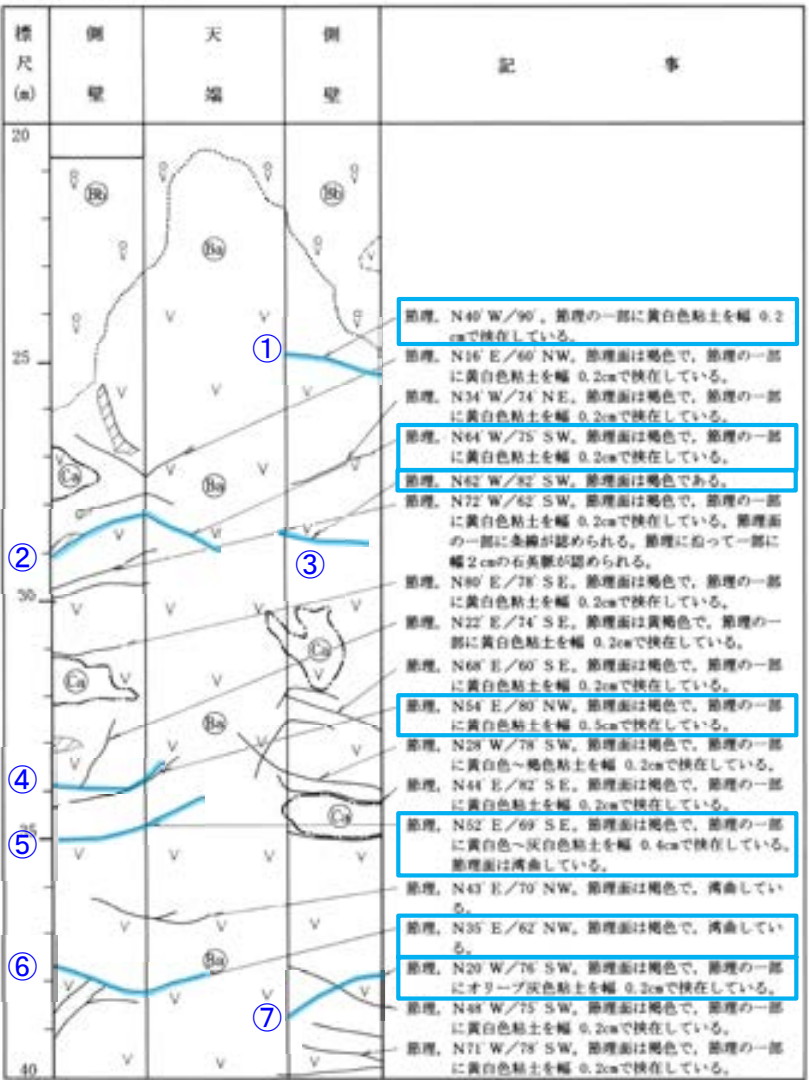 標尺(m)
側壁
天端
側壁
記事
20
25
30
35
40
Bb
Bb
Ba
Ca
Ba
Ca
Ca
Ba
Ca
Ba
①
②
③
④
⑤
⑥
⑦
節理, N40°W/90°。節理の一部に黄白色粘土を幅 0.2
cmで挟在している。
節理, N16°E/60°NW。節理面は褐色で, 節理の一部
に黄白色粘土を幅 0.2cmで挟在している。
節理, N34°W/74°NE。節理面は褐色で, 節理の一部
に黄白色粘土を幅 0.2cmで挟在している。
節理, N64°W/75°SW。節理面は褐色で, 節理の一部
に黄白色粘土を幅 0.2cmで挟在している。
節理, N62°W/82°SW。節理面は褐色である。
節理, N72°W/62°SW。節理面は褐色で, 節理の一部
に黄白色粘土を幅 0.2cmで挟在している。節理面
の一部に条線が認められる。節理に沿って一部に
幅2cmの石英脈が認められる。
節理, N80°E/78°SE。節理面は褐色で, 節理の一部
に黄白色粘土を幅 0.2cmで挟在している。
節理, N22°E/74°SE。節理面は黄褐色で, 節理の一
部に黄白色粘土を幅 0.2cmで挟在している。
節理, N68°E/60°SE。節理面は褐色で, 節理の一部
に黄白色粘土を幅 0.2cmで挟在している。
節理, N54°E/80°NW。節理面は褐色で, 節理の一部
に黄白色粘土を幅 0.5cmで挟在している。
節理, N28°W/78°SW。節理面は褐色で, 節理の一部
に黄白色~褐色粘土を幅 0.2cmで挟在している。
節理, N44°E/82°SE。節理面は褐色で, 節理の一部
に黄白色粘土を幅 0.2cmで挟在している。
節理, N52°E/69°SE。節理面は褐色で, 節理の一部
に黄白色~灰白色粘土を幅 0.4cmで挟在している。
節理面は湾曲している。
節理, N43°E/70°NW。節理面は褐色で, 湾曲してい
る。
節理, N35°E/62°NW。節理面は褐色で, 湾曲してい
る。
節理, N20°W/76°SW。節理面は褐色で, 節理の一部
にオリーブ灰色粘土を幅 0.2cmで挟在している。
節理, N48°W/75°SW。節理面は褐色で, 節理の一部
に黄白色粘土を幅 0.2cmで挟在している。
節理, N71°W/78°SW。節理面は褐色で, 節理の一部
に黄白色粘土を幅 0.2cmで挟在している。